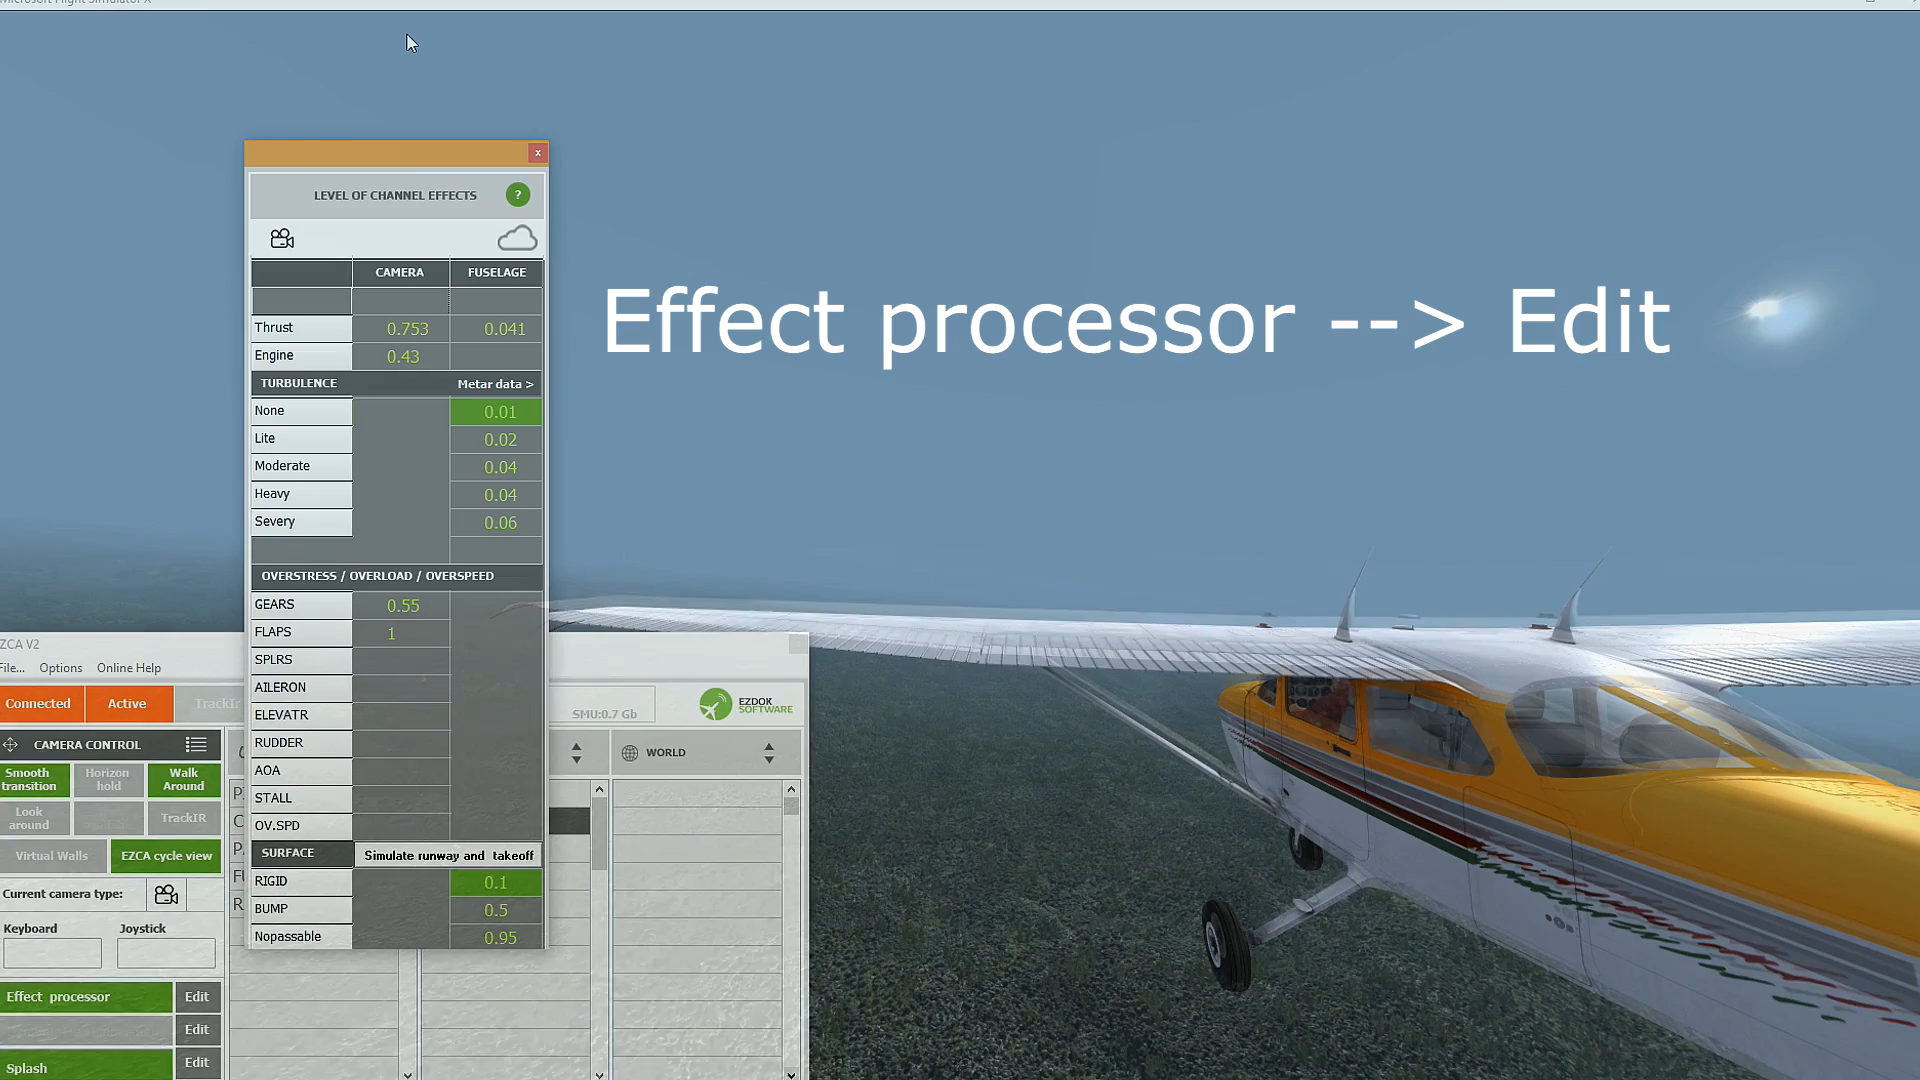 Microsoft Flight Simulator X
x
LEVEL OF CHANNEL EFFECTS ?
CAMERA FUSELAGE
Thrust 0.753 0.041
Engine 0.43
TURBULENCE Metar data >
None 0.01
Lite 0.02
Moderate 0.04
Heavy 0.04
Severy 0.06
OVERSTRESS / OVERLOAD / OVERSPEED
GEARS 0.55
FLAPS 1
SPLRS
AILERON
ELEVATR
RUDDER
AOA
STALL
OV.SPD
SURFACE Simulate runway and takeoff
RIGID 0.1
BUMP 0.5
Nopassable 0.95
Effect processor --> Edit
EZCA V2
File... Options Online Help
Connected Active TrackIr
SMU:0.7 Gb
EZDOK
SOFTWARE
CAMERA CONTROL
WORLD
Smooth
transition
Horizon
hold
Walk
Around
Look
around
TrackIR
Virtual Walls EZCA cycle view
Current camera type:
Keyboard Joystick
Effect processor Edit
Edit
Splash Edit